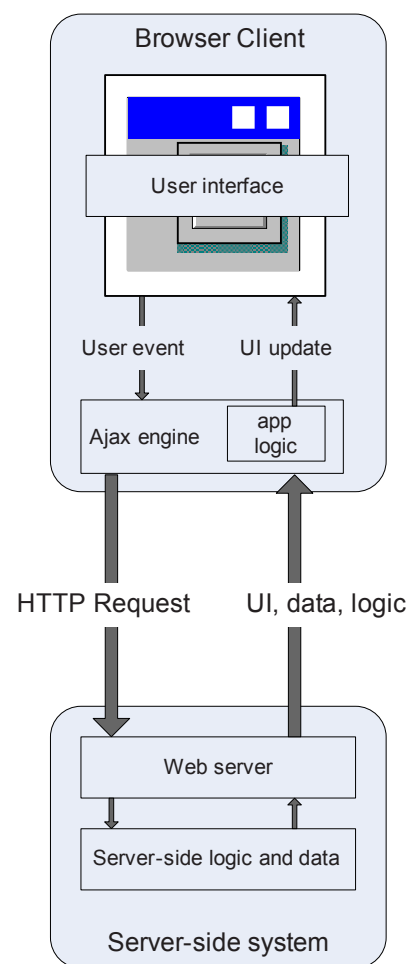 Browser Client
User interface
User event
UI update
Ajax engine
app
logic
HTTP Request
UI, data, logic
Web server
Server-side logic and data
Server-side system